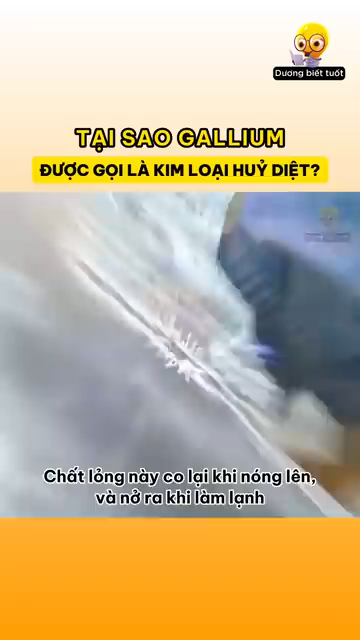 Dương biết tuốt
TẠI SAO GALLIUM
ĐƯỢC GỌI LÀ KIM LOẠI HUỶ DIỆT?
Chất lỏng này co lại khi nóng lên,
và nở ra khi làm lạnh